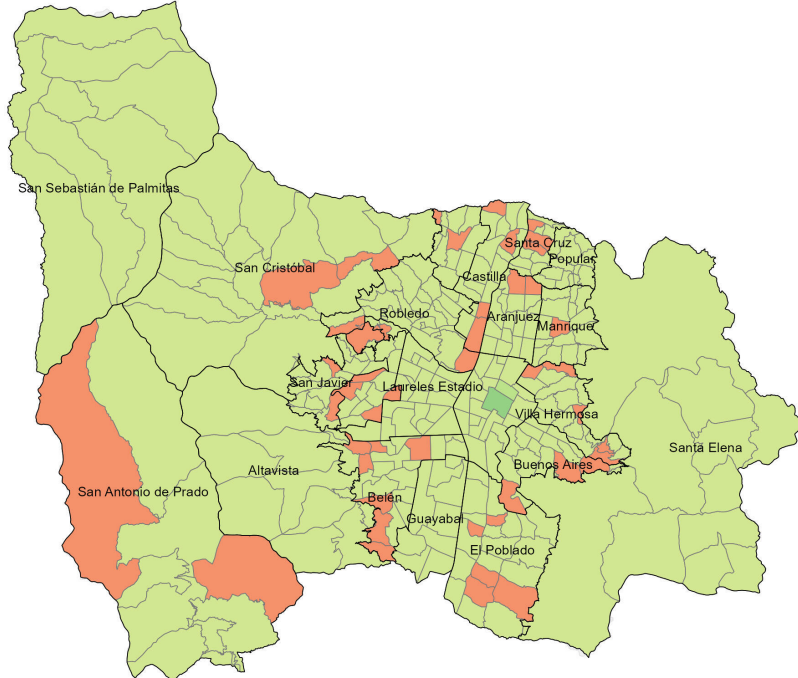 San Sebastián de Palmitas
Santa Cruz
Popular
San Cristóbal
Castilla
Robledo
Aranjuez
Manrique
San Javier
Laureles Estadio
Villa Hermosa
Santa Elena
Buenos Aires
Altavista
San Antonio de Prado
Belén
Guayabal
El Poblado